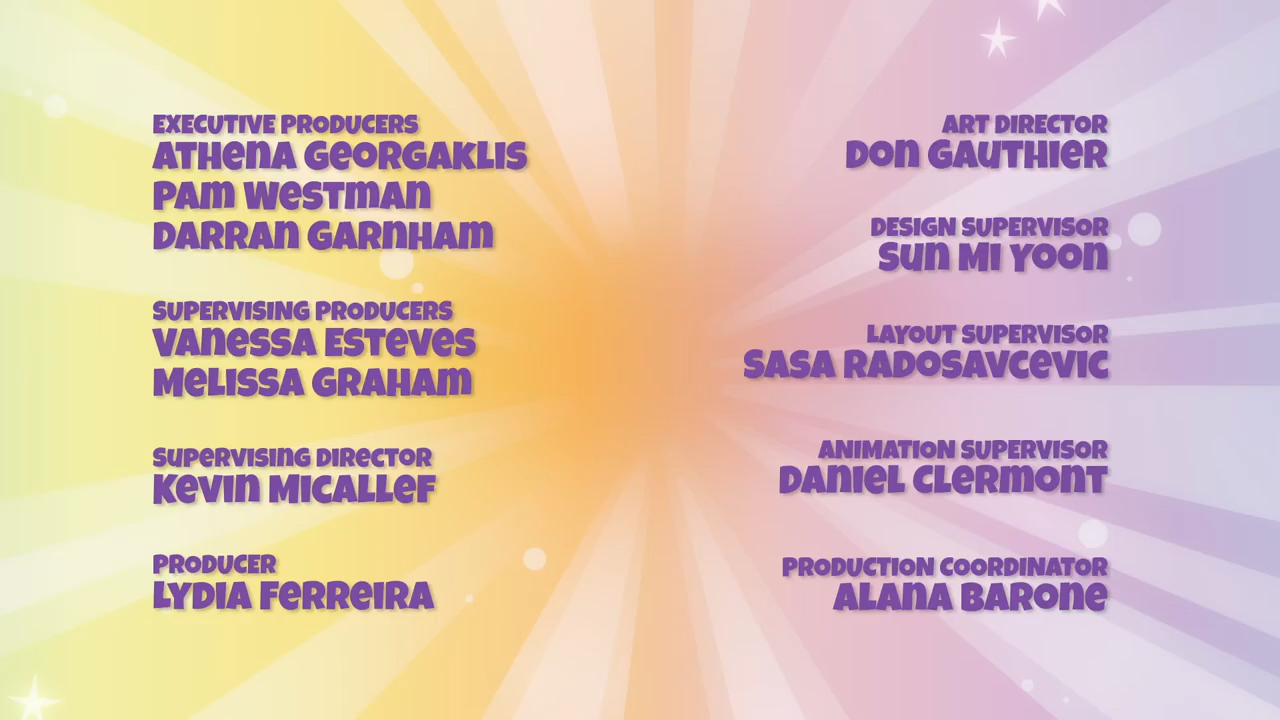 EXECUTIVE PRODUCERS
ATHENA GEORGAKLIS
PAM WESTMAN
DARRAN GARNHAM
SUPERVISING PRODUCERS
VANESSA ESTEVES
MELISSA GRAHAM
SUPERVISING DIRECTOR
KEVIN MICALLEF
PRODUCER
LYDIA FERREIRA
ART DIRECTOR
DON GAUTHIER
DESIGN SUPERVISOR
SUN MI YOON
LAYOUT SUPERVISOR
SASA RADOSAVCEVIC
ANIMATION SUPERVISOR
DANIEL CLERMONT
PRODUCTION COORDINATOR
ALANA BARONE